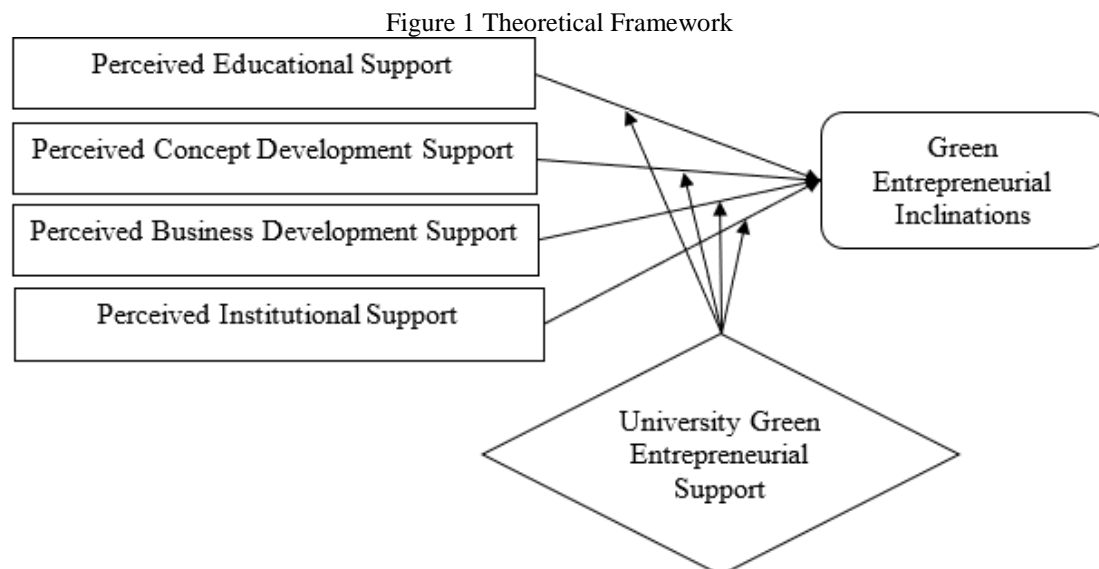 Figure 1 Theoretical Framework
Perceived Educational Support
Perceived Concept Development Support
Perceived Business Development Support
Perceived Institutional Support
Green
Entrepreneurial
Inclinations
University Green
Entrepreneurial
Support